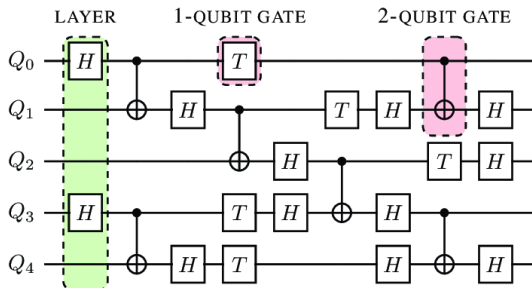 LAYER 1-QUBIT GATE 2-QUBIT GATE
Q0 H T
Q1 H T H H
Q2 H T H
Q3 H T H H
Q4 H T H H